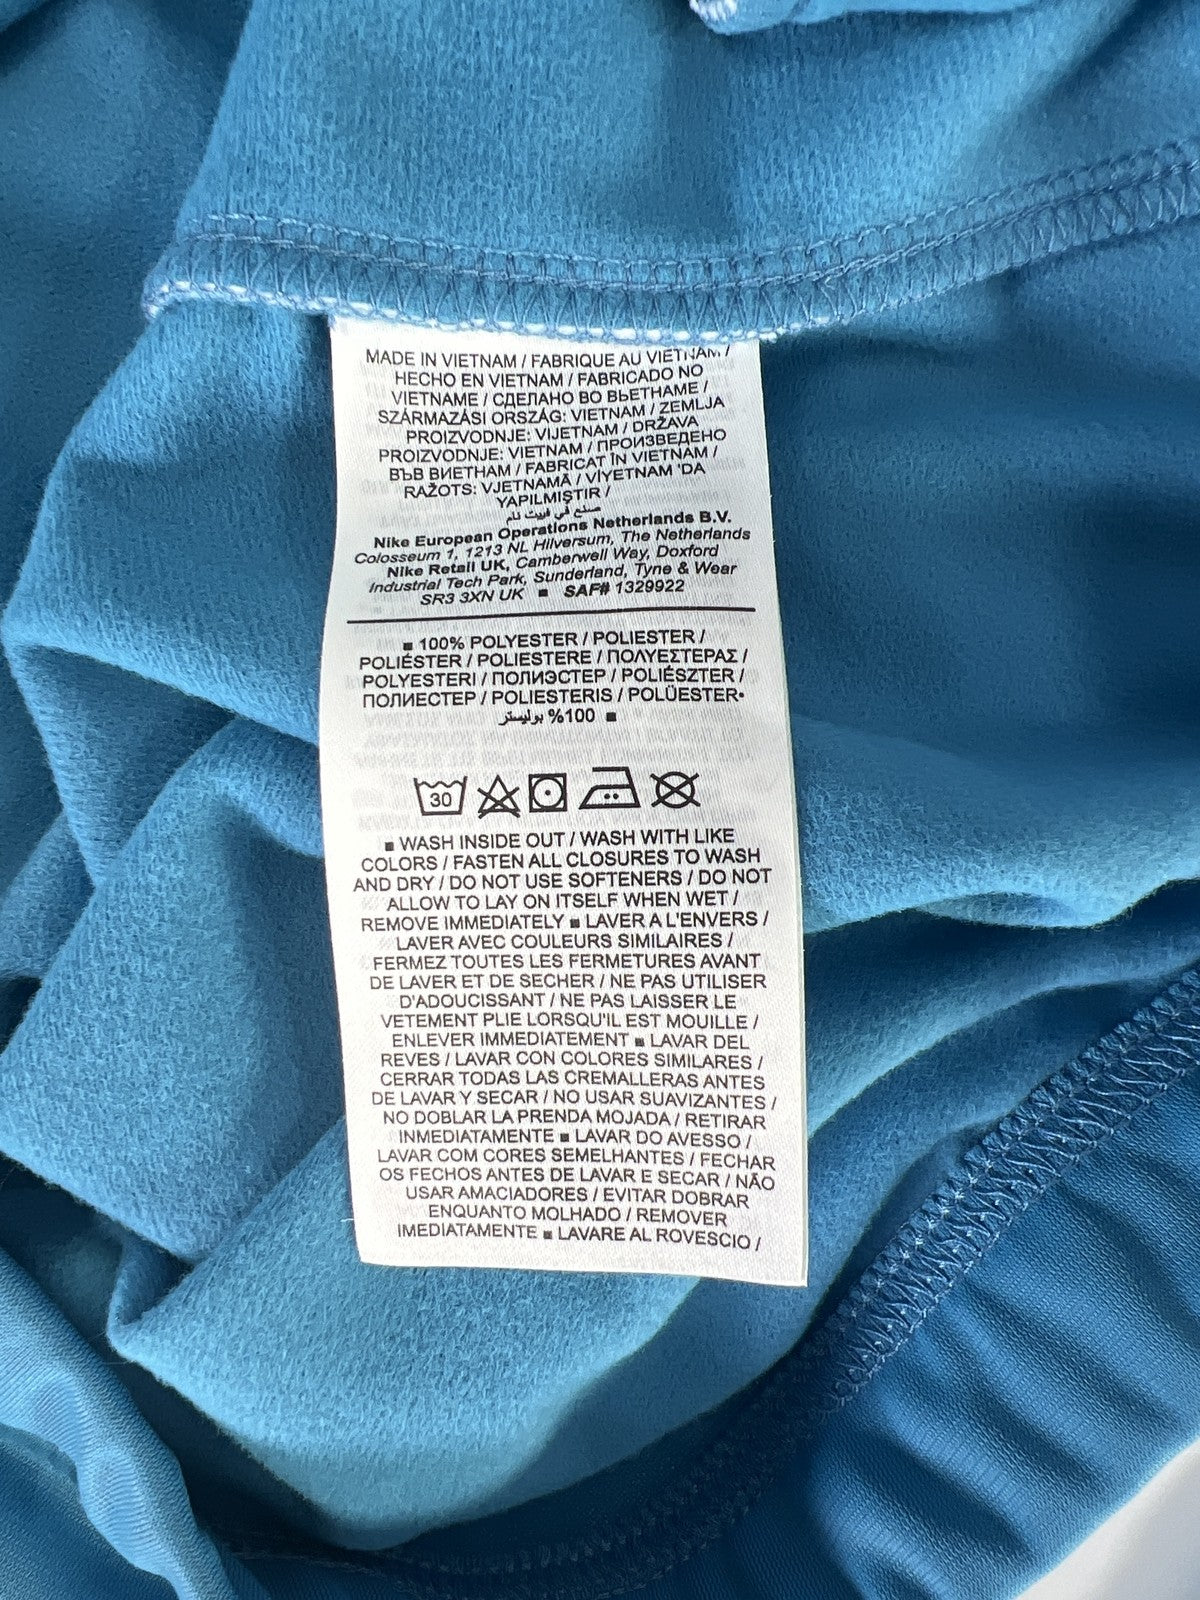 MADE IN VIETNAM / FABRIQUE AU VIETNAM /
HECHO EN VIETNAM / FABRICADO NO
VIETNAME / СДЕЛАНО ВО ВЬЕТНАМЕ /
SZÁRMAZÁSI ORSZÁG: VIETNAM / ZEMLJA
PROIZVODNJE: VIJETNAM / DRŽAVA
PROIZVODNJE: VIETNAM / ПРОИЗВЕДЕНО
ВЪВ ВИЕТНАМ / FABRICAT ÎN VIETNAM /
RAŽOTS: VJETNAMĀ / VİYETNAM 'DA
YAPILMIŞTIR /
صنع في فييت نام
Nike European Operations Netherlands B.V.
Colosseum 1, 1213 NL Hilversum, The Netherlands
Nike Retail UK, Camberwell Way, Doxford
Industrial Tech Park, Sunderland, Tyne & Wear
SR3 3XN UK ■ SAF# 1329922
■ 100% POLYESTER / POLIESTER /
POLIÉSTER / POLIESTERE / ΠΟΛΥΕΣΤΕΡΑΣ /
POLYESTERI / ПОЛИЭСТЕР / POLIÉSZTER /
ПОЛИЕСТЕР / POLIESTERIS / POLÜESTER•
100% بوليستر ■
30
■ WASH INSIDE OUT / WASH WITH LIKE
COLORS / FASTEN ALL CLOSURES TO WASH
AND DRY / DO NOT USE SOFTENERS / DO NOT
ALLOW TO LAY ON ITSELF WHEN WET /
REMOVE IMMEDIATELY ■ LAVER A L'ENVERS /
LAVER AVEC COULEURS SIMILAIRES /
FERMEZ TOUTES LES FERMETURES AVANT
DE LAVER ET DE SECHER / NE PAS UTILISER
D'ADOUCISSANT / NE PAS LAISSER LE
VETEMENT PLIE LORSQU'IL EST MOUILLE /
ENLEVER IMMEDIATEMENT ■ LAVAR DEL
REVES / LAVAR CON COLORES SIMILARES /
CERRAR TODAS LAS CREMALLERAS ANTES
DE LAVAR Y SECAR / NO USAR SUAVIZANTES /
NO DOBLAR LA PRENDA MOJADA / RETIRAR
INMEDIATAMENTE ■ LAVAR DO AVESSO /
LAVAR COM CORES SEMELHANTES / FECHAR
OS FECHOS ANTES DE LAVAR E SECAR / NÃO
USAR AMACIADORES / EVITAR DOBRAR
ENQUANTO MOLHADO / REMOVER
IMEDIATAMENTE ■ LAVARE AL ROVESCIO /